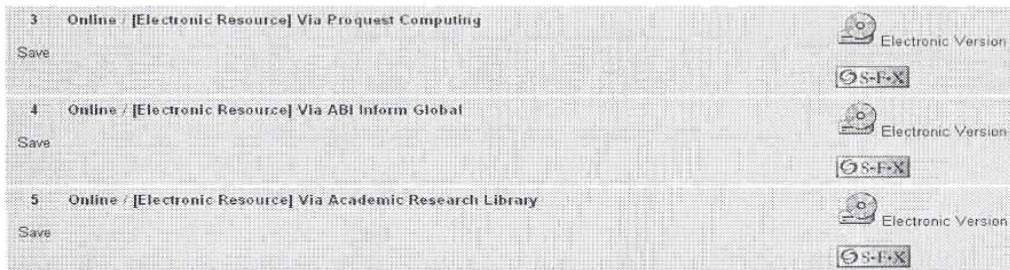 3 Online / [Electronic Resource] Via Proquest Computing
Electronic Version
Save
S·F·X
4 Online / [Electronic Resource] Via ABI Inform Global
Electronic Version
Save
S·F·X
5 Online / [Electronic Resource] Via Academic Research Library
Electronic Version
Save
S·F·X